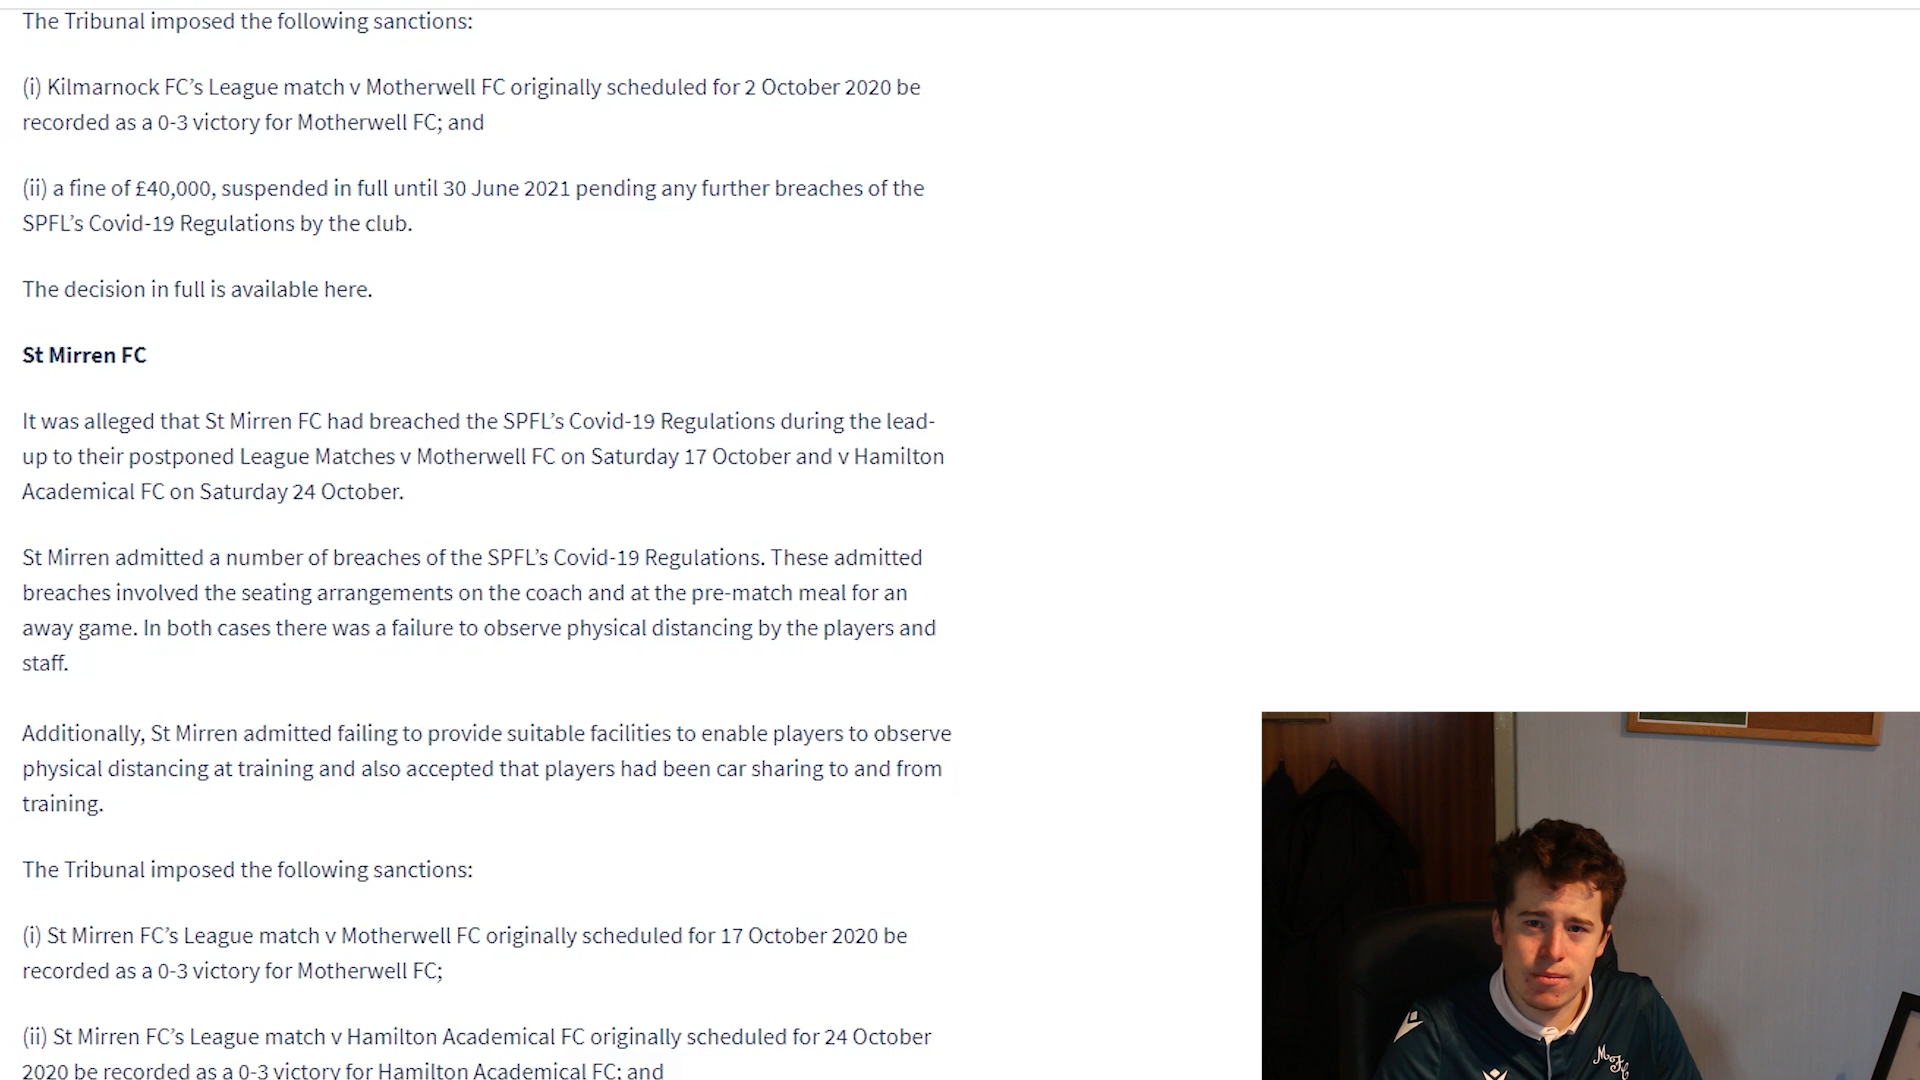 The Tribunal imposed the following sanctions:
(i) Kilmarnock FC’s League match v Motherwell FC originally scheduled for 2 October 2020 be
recorded as a 0-3 victory for Motherwell FC; and
(ii) a fine of £40,000, suspended in full until 30 June 2021 pending any further breaches of the
SPFL’s Covid-19 Regulations by the club.
The decision in full is available here.
St Mirren FC
It was alleged that St Mirren FC had breached the SPFL’s Covid-19 Regulations during the lead-
up to their postponed League Matches v Motherwell FC on Saturday 17 October and v Hamilton
Academical FC on Saturday 24 October.
St Mirren admitted a number of breaches of the SPFL’s Covid-19 Regulations. These admitted
breaches involved the seating arrangements on the coach and at the pre-match meal for an
away game. In both cases there was a failure to observe physical distancing by the players and
staff.
Additionally, St Mirren admitted failing to provide suitable facilities to enable players to observe
physical distancing at training and also accepted that players had been car sharing to and from
training.
The Tribunal imposed the following sanctions:
(i) St Mirren FC’s League match v Motherwell FC originally scheduled for 17 October 2020 be
recorded as a 0-3 victory for Motherwell FC;
(ii) St Mirren FC’s League match v Hamilton Academical FC originally scheduled for 24 October
2020 be recorded as a 0-3 victory for Hamilton Academical FC; and
MFC